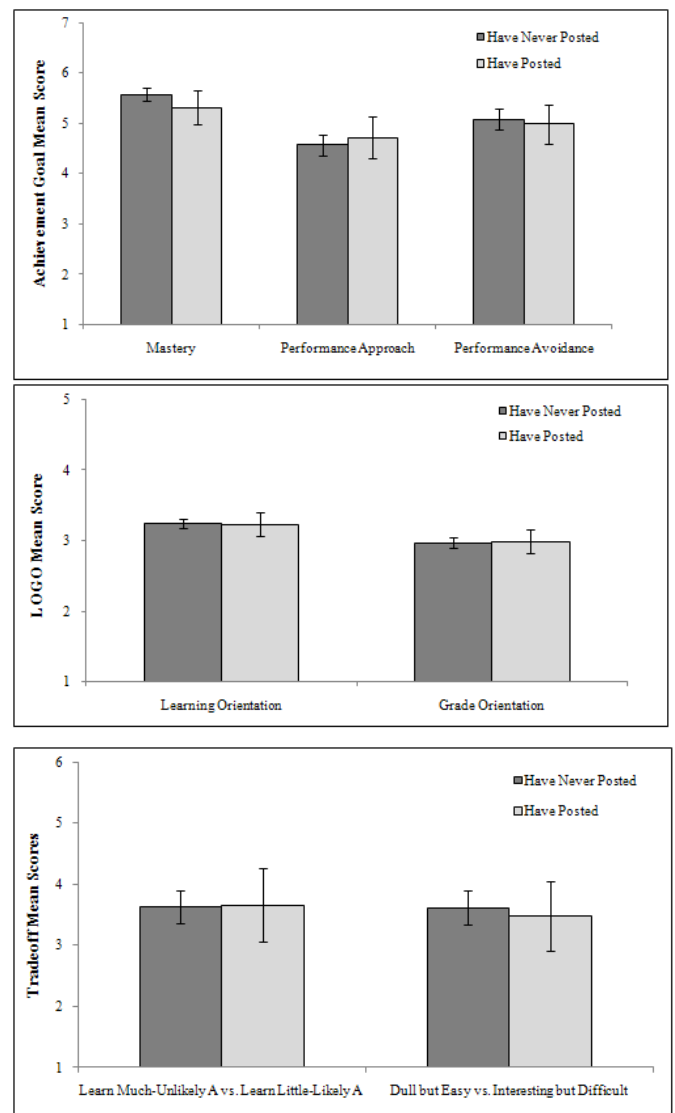 Achievement Goal Mean Score
7
6
5
4
3
2
1
Have Never Posted
Have Posted
Mastery
Performance Approach
Performance Avoidance
LOGO Mean Score
5
4
3
2
1
Have Never Posted
Have Posted
Learning Orientation
Grade Orientation
Tradeoff Mean Scores
6
5
4
3
2
1
Have Never Posted
Have Posted
Learn Much-Unlikely A vs. Learn Little-Likely A
Dull but Easy vs. Interesting but Difficult